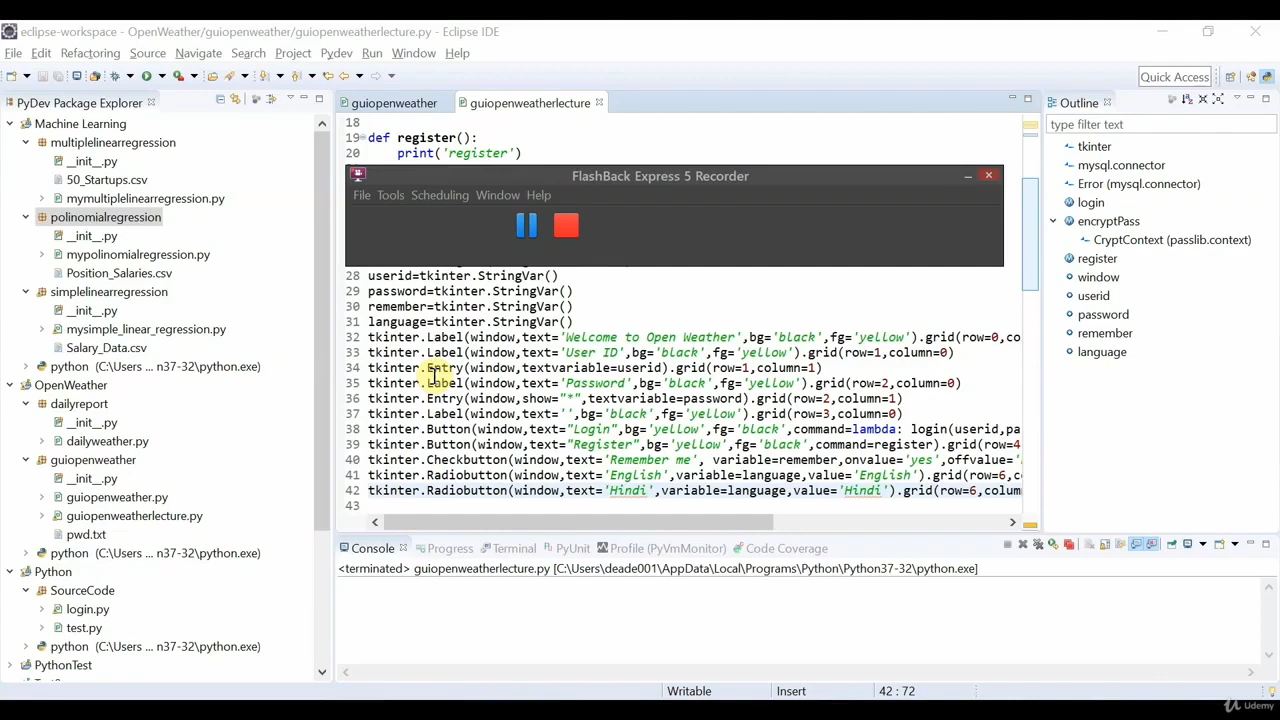 eclipse-workspace - OpenWeather/guiopenweather/guiopenweatherlecture.py - Eclipse IDE
File Edit Refactoring Source Navigate Search Project Pydev Run Window Help
Quick Access
PyDev Package Explorer
Machine Learning
multiplelinearregression
__init__.py
50_Startups.csv
mymultiplelinearregression.py
polinomialregression
__init__.py
mypolinomialregression.py
Position_Salaries.csv
simplelinearregression
__init__.py
mysimple_linear_regression.py
Salary_Data.csv
python (C:\Users ... n37-32\python.exe)
OpenWeather
dailyreport
__init__.py
dailyweather.py
guiopenweather
__init__.py
guiopenweather.py
guiopenweatherlecture.py
pwd.txt
python (C:\Users ... n37-32\python.exe)
Python
SourceCode
login.py
test.py
python (C:\Users ... n37-32\python.exe)
PythonTest
guiopenweather guiopenweatherlecture
18
19 def register():
20 print('register')
FlashBack Express 5 Recorder
File Tools Scheduling Window Help
28 userid=tkinter.StringVar()
29 password=tkinter.StringVar()
30 remember=tkinter.StringVar()
31 language=tkinter.StringVar()
32 tkinter.Label(window,text='Welcome to Open Weather',bg='black',fg='yellow').grid(row=0,co
33 tkinter.Label(window,text='User ID',bg='black',fg='yellow').grid(row=1,column=0)
34 tkinter.Entry(window,textvariable=userid).grid(row=1,column=1)
35 tkinter.Label(window,text='Password',bg='black',fg='yellow').grid(row=2,column=0)
36 tkinter.Entry(window,show="*",textvariable=password).grid(row=2,column=1)
37 tkinter.Label(window,text='',bg='black',fg='yellow').grid(row=3,column=0)
38 tkinter.Button(window,text="Login",bg='yellow',fg='black',command=lambda: login(userid,pa
39 tkinter.Button(window,text="Register",bg='yellow',fg='black',command=register).grid(row=4
40 tkinter.Checkbutton(window,text='Remember me', variable=remember,onvalue='yes',offvalue='
41 tkinter.Radiobutton(window,text='English',variable=language,value='English').grid(row=6,c
42 tkinter.Radiobutton(window,text='Hindi',variable=language,value='Hindi').grid(row=6,colum
43
Outline
type filter text
tkinter
mysql.connector
Error (mysql.connector)
login
encryptPass
CryptContext (passlib.context)
register
window
userid
password
remember
language
Console Progress Terminal PyUnit Profile (PyVmMonitor) Code Coverage
<terminated> guiopenweatherlecture.py [C:\Users\deade001\AppData\Local\Programs\Python\Python37-32\python.exe]
Writable Insert 42 : 72
Udemy